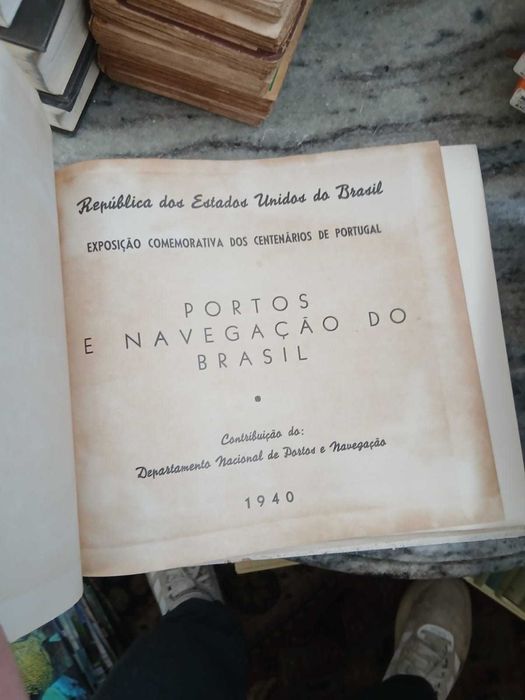 República dos Estados Unidos do Brasil
EXPOSIÇÃO COMEMORATIVA DOS CENTENÁRIOS DE PORTUGAL
PORTOS
E NAVEGAÇÃO DO
BRASIL
Contribuição do:
Departamento Nacional de Portos e Navegação
1940